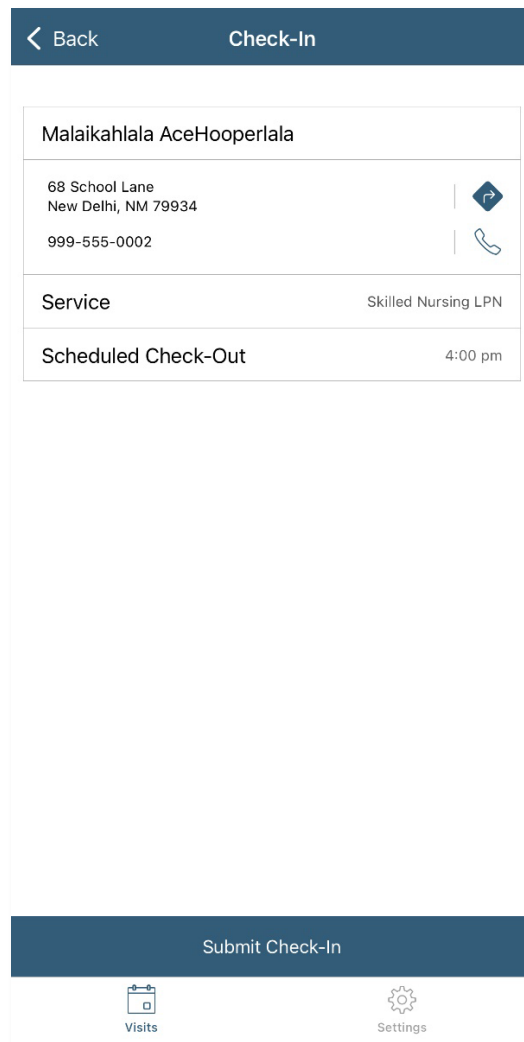 Back
Check-In
Malaikahlala AceHooperlala
68 School Lane
New Delhi, NM 79934
999-555-0002
Service
Skilled Nursing LPN
Scheduled Check-Out
4:00 pm
Submit Check-In
Visits
Settings